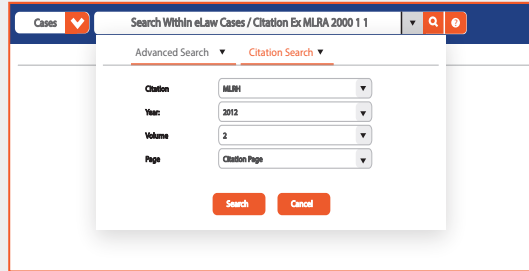 Cases Search Within eLaw Cases / Citation Ex MLRA 2000 1 1
Advanced Search Citation Search
Citation MLRH
Year: 2012
Volume 2
Page Citation Page
Search Cancel